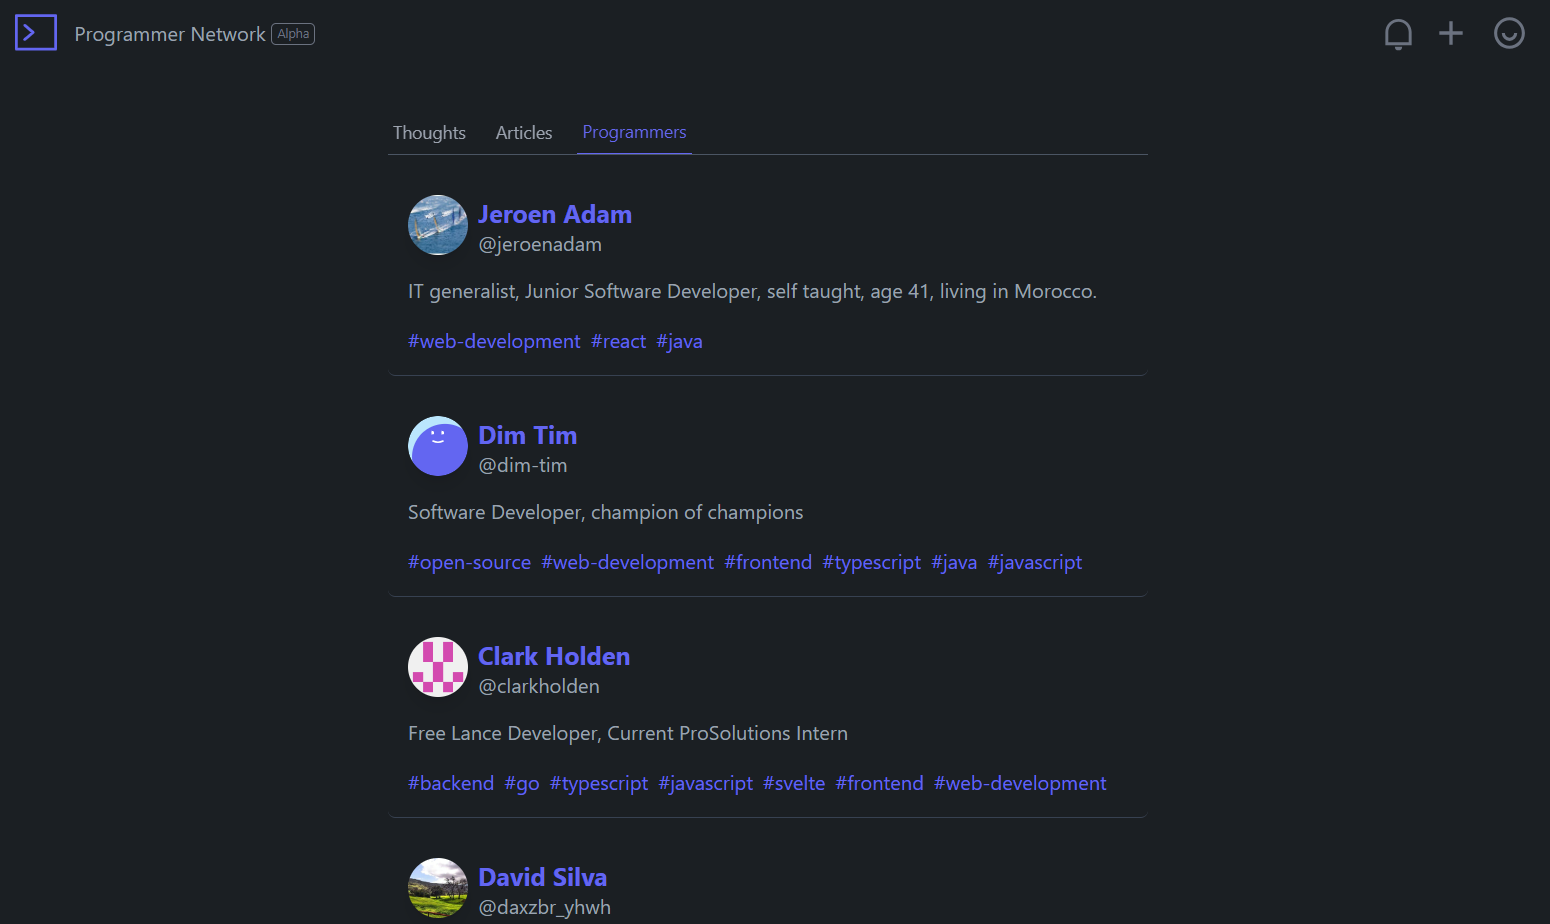 Programmer Network Alpha
Thoughts Articles Programmers
Jeroen Adam
@jeroenadam
IT generalist, Junior Software Developer, self taught, age 41, living in Morocco.
#web-development #react #java
Dim Tim
@dim-tim
Software Developer, champion of champions
#open-source #web-development #frontend #typescript #java #javascript
Clark Holden
@clarkholden
Free Lance Developer, Current ProSolutions Intern
#backend #go #typescript #javascript #svelte #frontend #web-development
David Silva
@daxzbr_yhwh